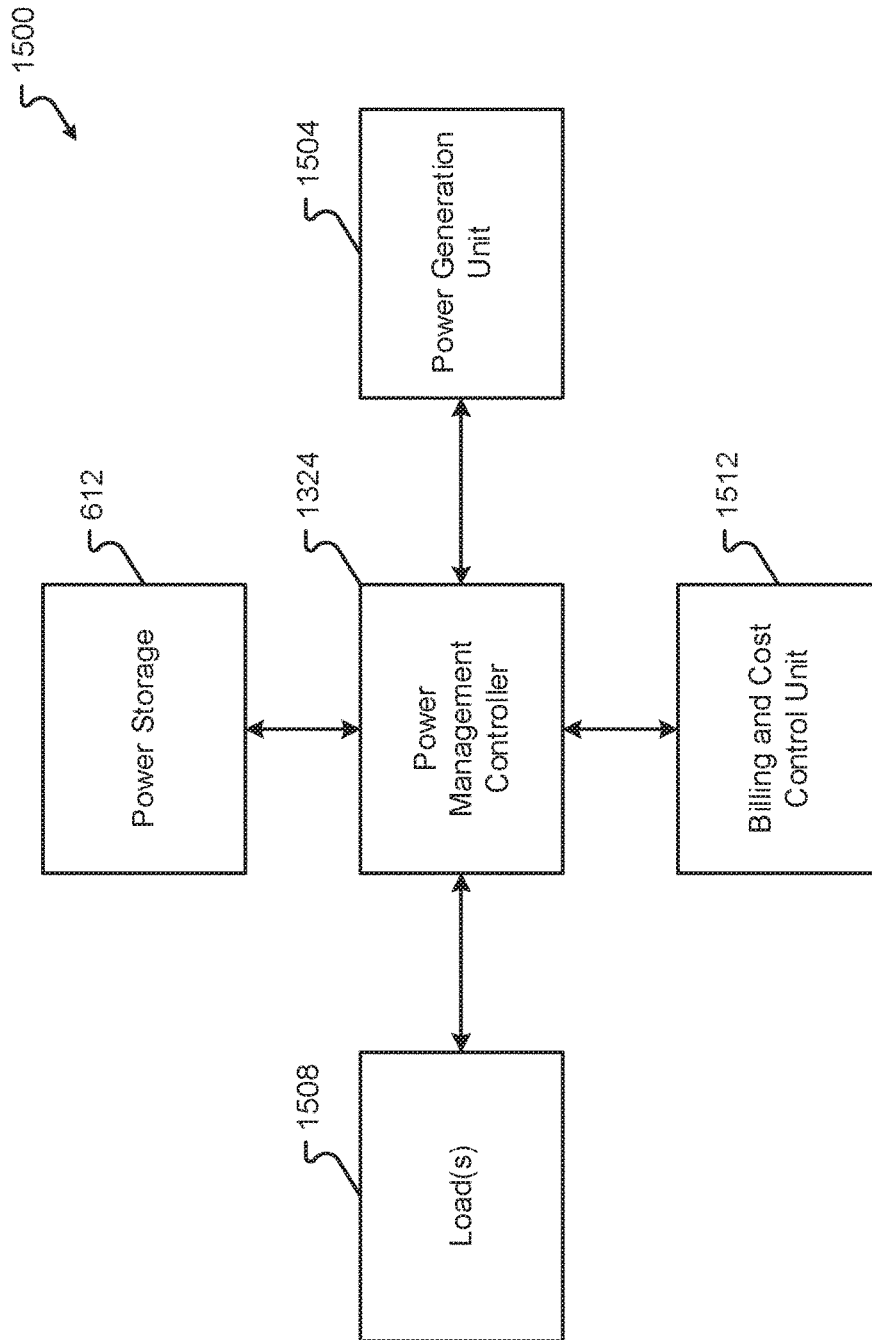 1500
612
Power Storage
1508
Load(s)
1324
Power
Management
Controller
1504
Power Generation
Unit
1512
Billing and Cost
Control Unit